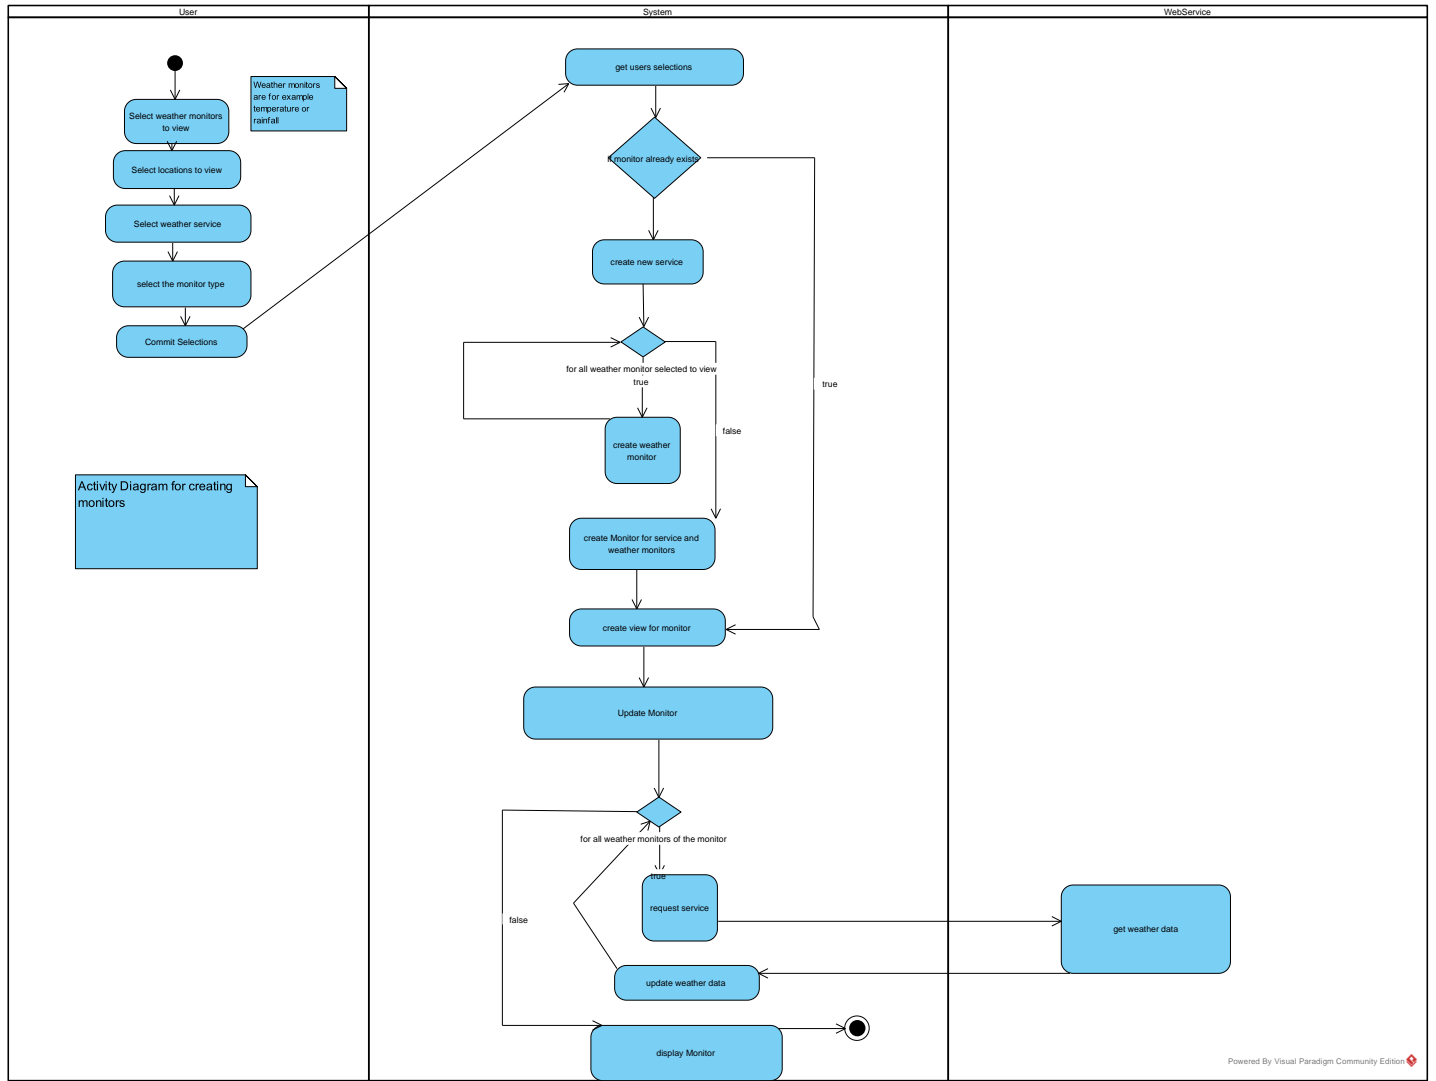 User
System
WebService
Weather monitors
are for example
temperature or
rainfall
Select weather monitors
to view
Select locations to view
Select weather service
select the monitor type
Commit Selections
Activity Diagram for creating
monitors
get users selections
If monitor already exists
create new service
for all weather monitor selected to view
true
true
false
create weather
monitor
create Monitor for service and
weather monitors
create view for monitor
Update Monitor
for all weather monitors of the monitor
true
request service
false
get weather data
update weather data
display Monitor
Powered By Visual Paradigm Community Edition